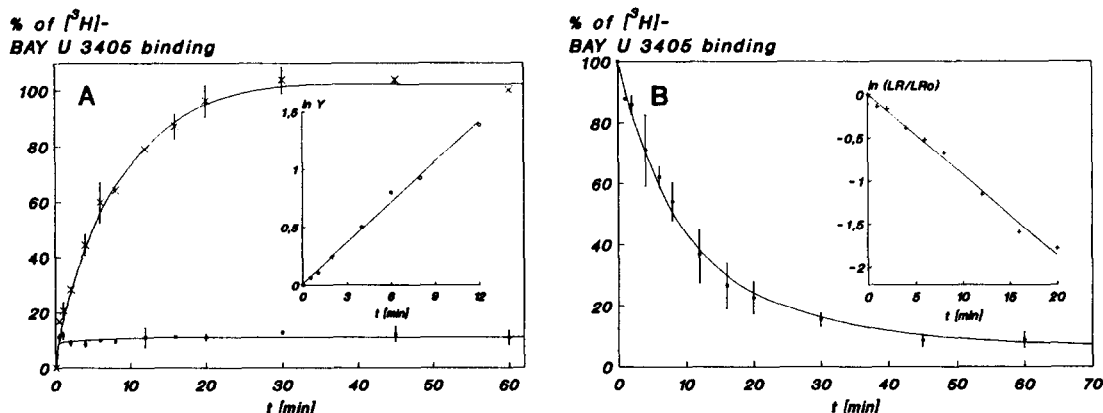 % of [³H]-
BAY U 3405 binding
A
100
80
60
40
20
0
0 10 20 30 40 50 60
t [min]
ln Y
1,5
1
0,5
0
0 4 8 12
t [min]
% of [³H]-
BAY U 3405 binding
B
100
80
60
40
20
0
0 10 20 30 40 50 60 70
t [min]
ln (LR/LRo)
0
-0,5
-1
-1,5
-2
0 5 10 15 20
t [min]